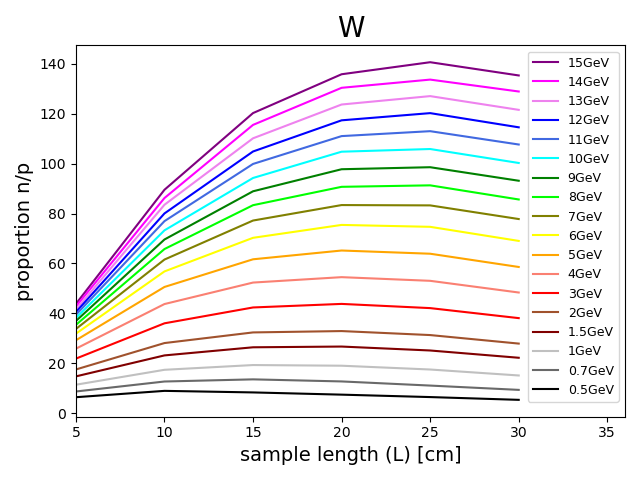 W
proportion n/p
140
120
100
80
60
40
20
0
5
10
15
20
25
30
35
sample length (L) [cm]
15GeV
14GeV
13GeV
12GeV
11GeV
10GeV
9GeV
8GeV
7GeV
6GeV
5GeV
4GeV
3GeV
2GeV
1.5GeV
1GeV
0.7GeV
0.5GeV